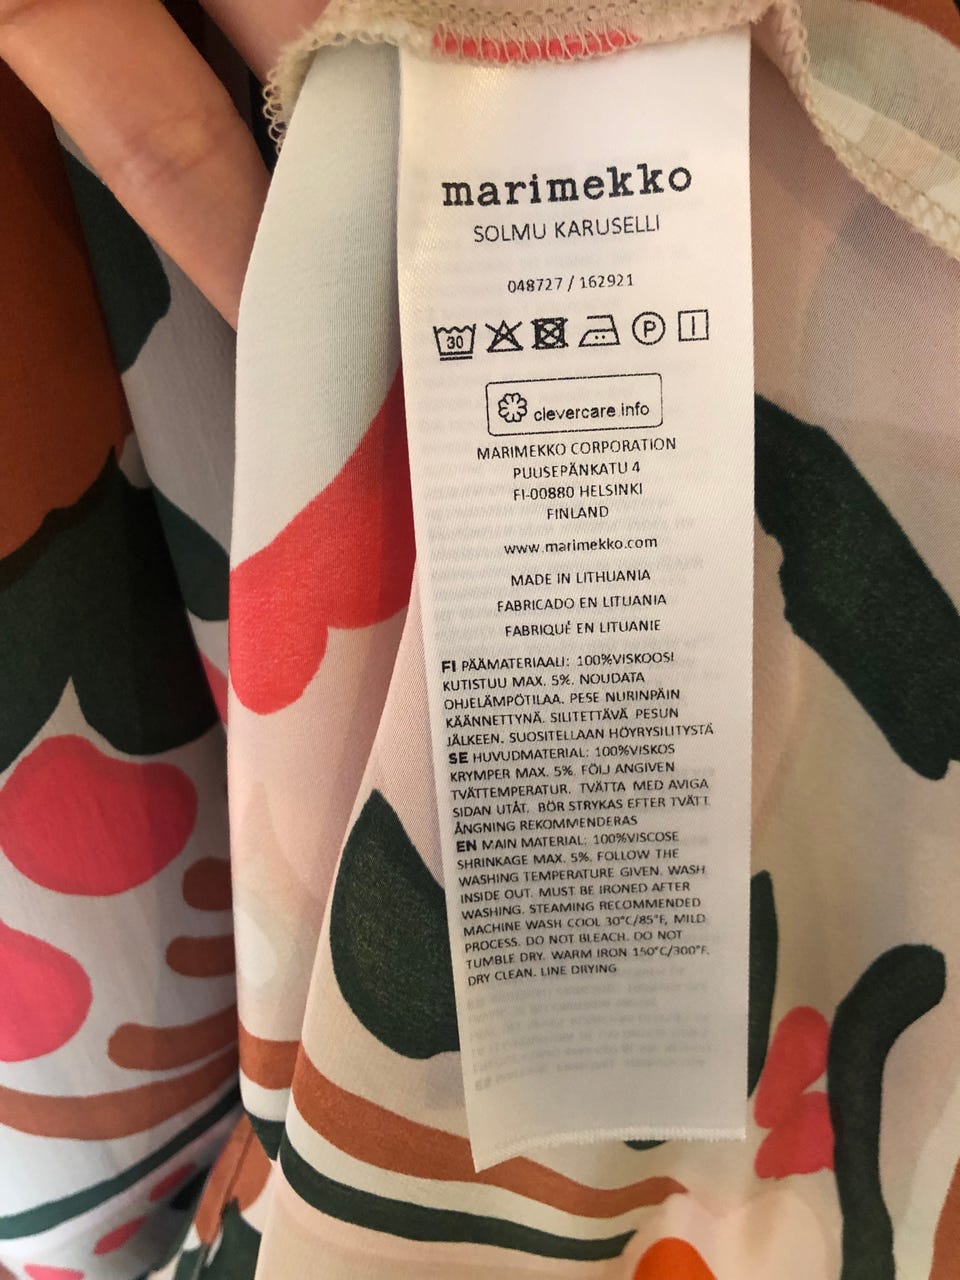 marimekko
SOLMU KARUSELLI
048727 / 162921
30 P
clevercare.info
MARIMEKKO CORPORATION
PUUSEPÄNKATU 4
FI-00880 HELSINKI
FINLAND
www.marimekko.com
MADE IN LITHUANIA
FABRICADO EN LITUANIA
FABRIQUÉ EN LITUANIE
FI PÄÄMATERIAALI: 100%VISKOOSI
KUTISTUU MAX. 5%. NOUDATA
OHJELÄMPÖTILAA. PESE NURINPÄIN
KÄÄNNETTYNÄ. SILITETTÄVÄ PESUN
JÄLKEEN. SUOSITELLAAN HÖYRYSILITYSTÄ
SE HUVUDMATERIAL: 100%VISKOS
KRYMPER MAX. 5%. FÖLJ ANGIVEN
TVÄTTEMPERATUR. TVÄTTA MED AVIGA
SIDAN UTÅT. BÖR STRYKAS EFTER TVÄTT.
ÅNGNING REKOMMENDERAS
EN MAIN MATERIAL: 100%VISCOSE
SHRINKAGE MAX. 5%. FOLLOW THE
WASHING TEMPERATURE GIVEN. WASH
INSIDE OUT. MUST BE IRONED AFTER
WASHING. STEAMING RECOMMENDED
MACHINE WASH COOL 30°C/85°F, MILD
PROCESS. DO NOT BLEACH. DO NOT
TUMBLE DRY. WARM IRON 150°C/300°F.
DRY CLEAN. LINE DRYING